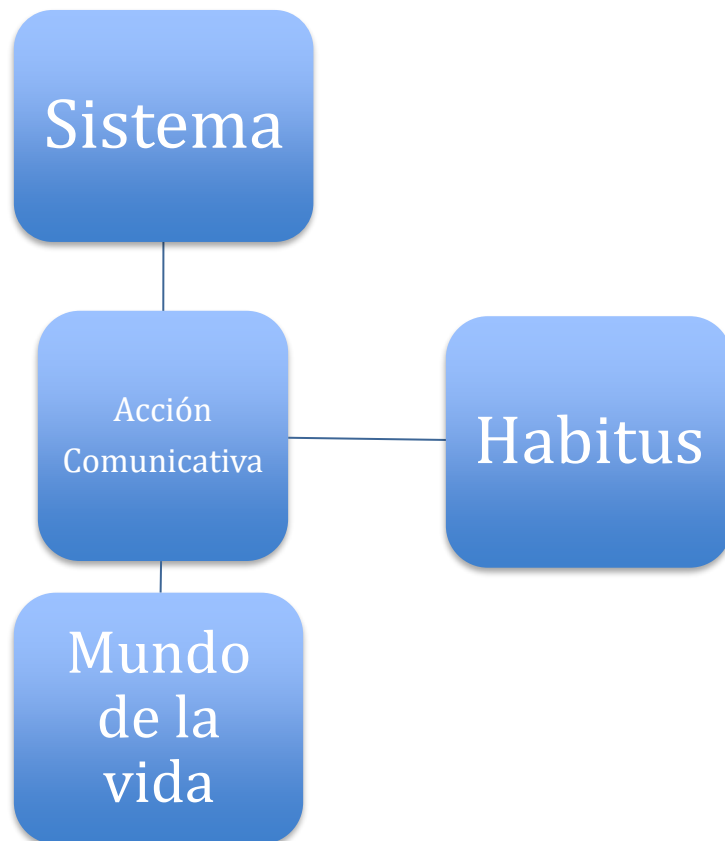 Sistema
Acción
Comunicativa
Habitus
Mundo
de la
vida